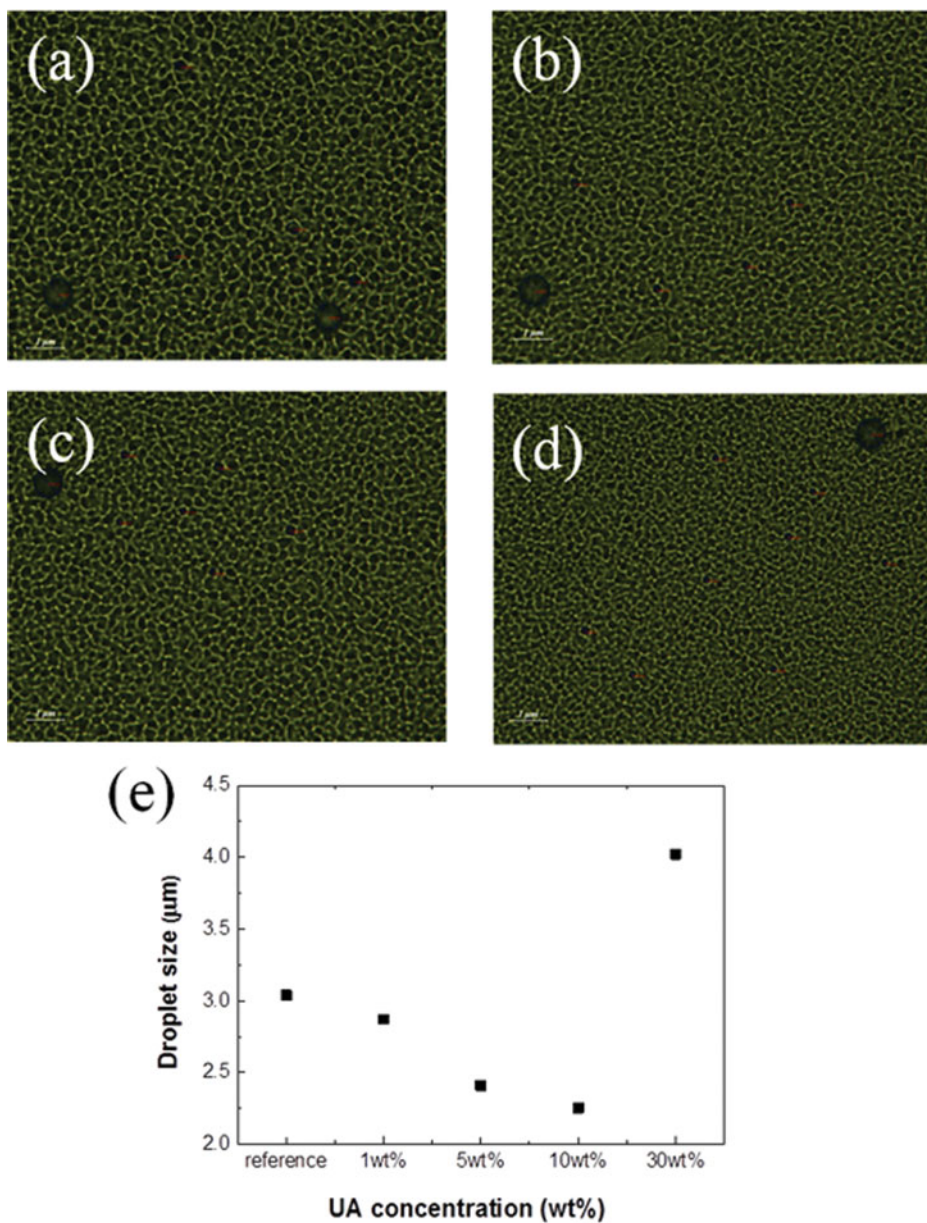 (a)
(b)
(c)
(d)
(e)
4.5
4.0
3.5
3.0
2.5
2.0
Droplet size (μm)
reference 1wt% 5wt% 10wt% 30wt%
UA concentration (wt%)